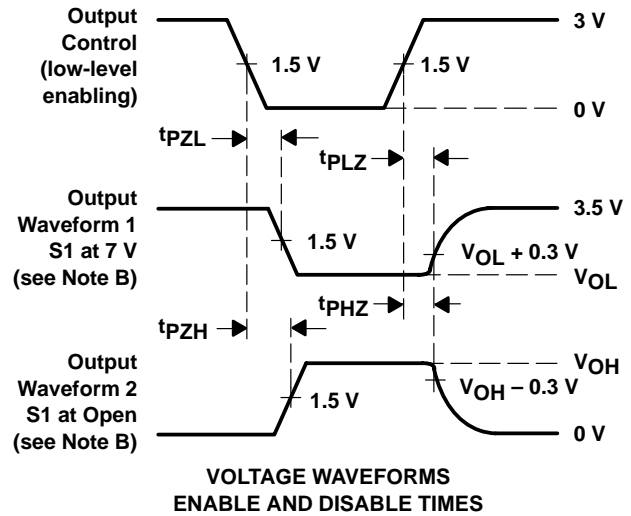 Output
Control
(low-level
enabling)
1.5 V
1.5 V
3 V
0 V
tPZL
tPLZ
Output
Waveform 1
S1 at 7 V
(see Note B)
1.5 V
3.5 V
VOL + 0.3 V
VOL
tPZH
tPHZ
Output
Waveform 2
S1 at Open
(see Note B)
1.5 V
VOH
VOH – 0.3 V
0 V
VOLTAGE WAVEFORMS
ENABLE AND DISABLE TIMES